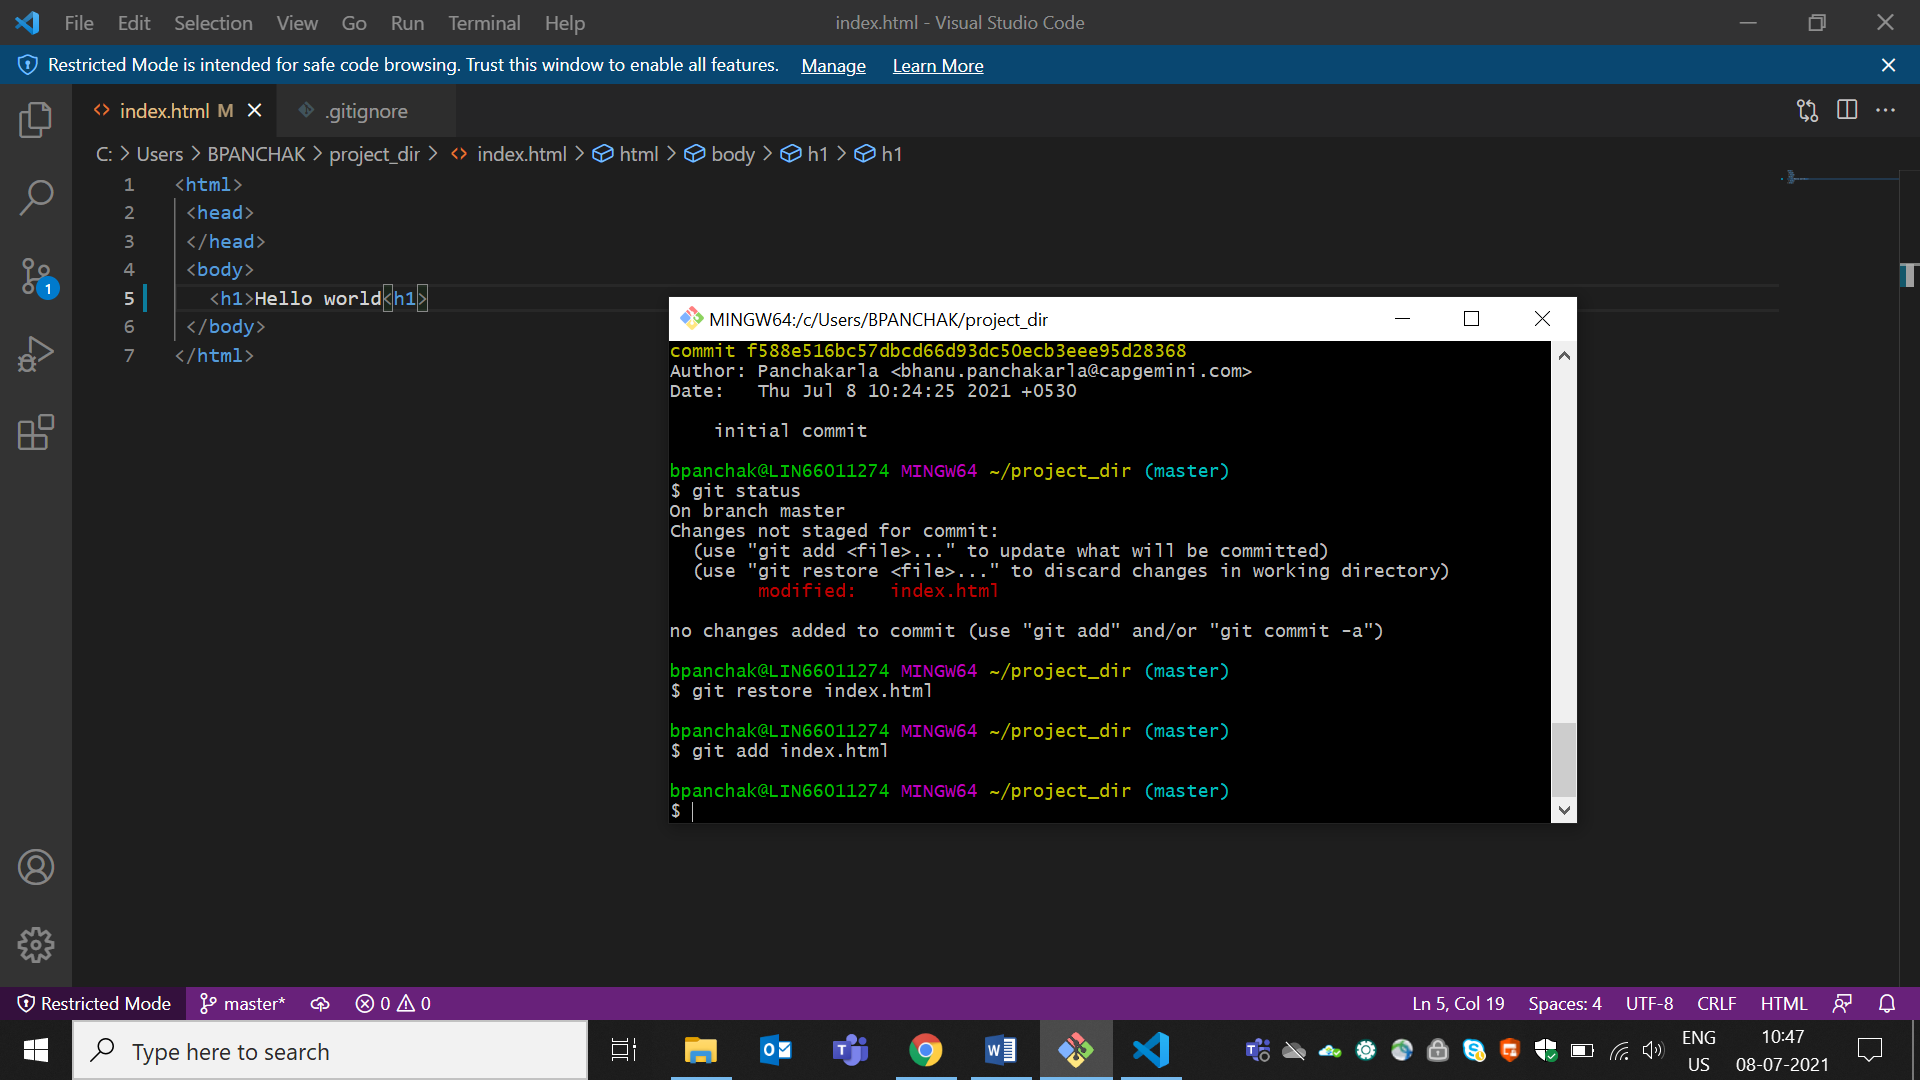 File Edit Selection View Go Run Terminal Help index.html - Visual Studio Code
Restricted Mode is intended for safe code browsing. Trust this window to enable all features. Manage Learn More
index.html M .gitignore
C: > Users > BPANCHAK > project_dir > index.html > html > body > h1 > h1
1 <html>
2 <head>
3 </head>
4 <body>
5 <h1>Hello world<h1>
6 </body>
7 </html>
1
MINGW64:/c/Users/BPANCHAK/project_dir
commit f588e516bc57dbcd66d93dc50ecb3eee95d28368
Author: Panchakarla <bhanu.panchakarla@capgemini.com>
Date: Thu Jul 8 10:24:25 2021 +0530
initial commit
bpanchak@LIN66011274 MINGW64 ~/project_dir (master)
$ git status
On branch master
Changes not staged for commit:
(use "git add <file>..." to update what will be committed)
(use "git restore <file>..." to discard changes in working directory)
modified: index.html
no changes added to commit (use "git add" and/or "git commit -a")
bpanchak@LIN66011274 MINGW64 ~/project_dir (master)
$ git restore index.html
bpanchak@LIN66011274 MINGW64 ~/project_dir (master)
$ git add index.html
bpanchak@LIN66011274 MINGW64 ~/project_dir (master)
$
Restricted Mode master* 0 0 Ln 5, Col 19 Spaces: 4 UTF-8 CRLF HTML
Type here to search
ENG 10:47
US 08-07-2021